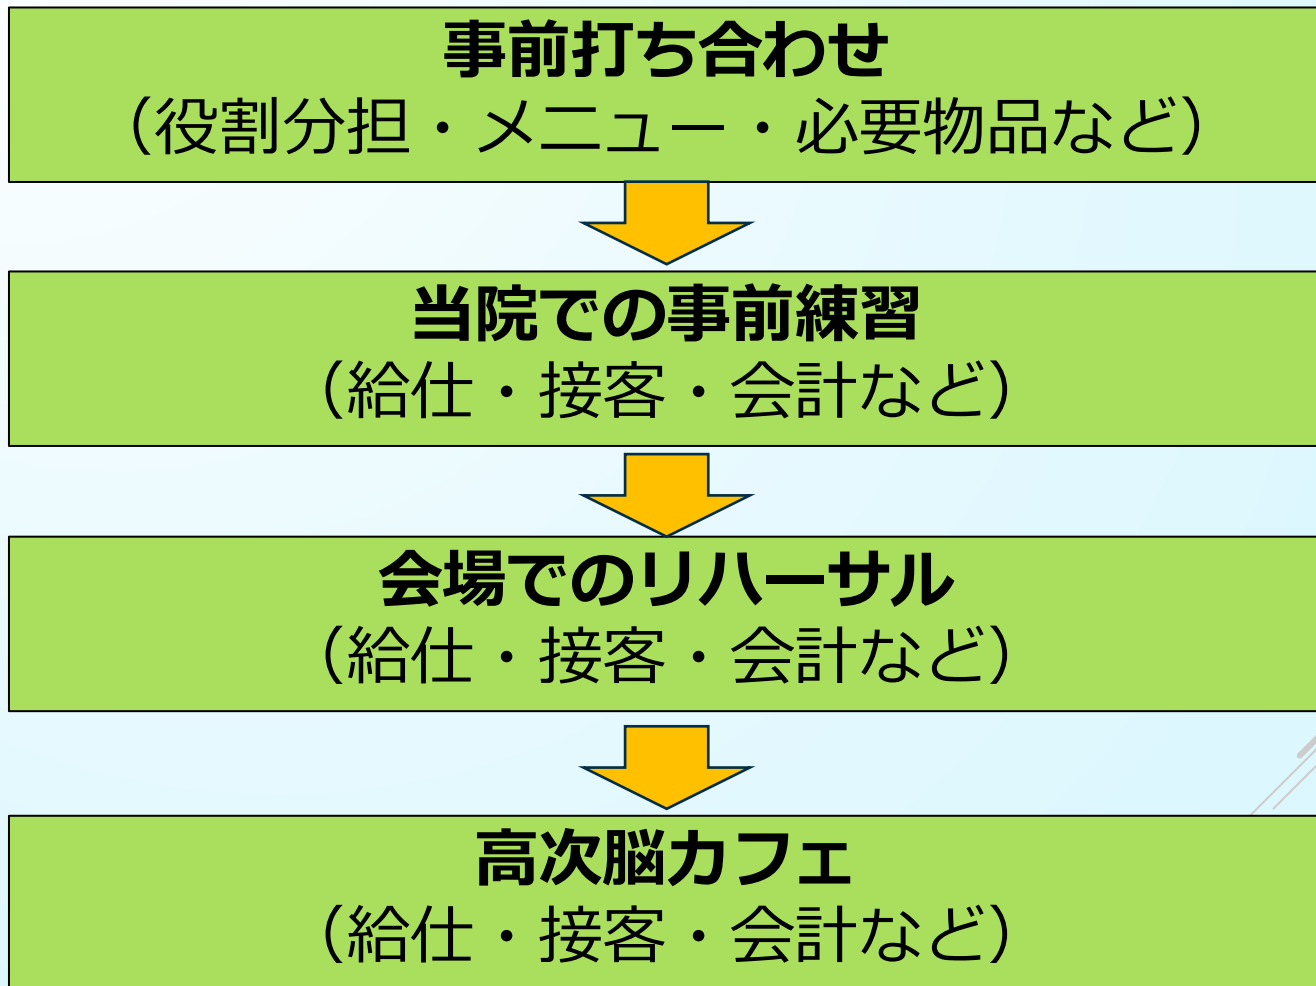 事前打ち合わせ
（役割分担・メニュー・必要物品など）
当院での事前練習
（給仕・接客・会計など）
会場でのリハーサル
（給仕・接客・会計など）
高次脳カフェ
（給仕・接客・会計など）